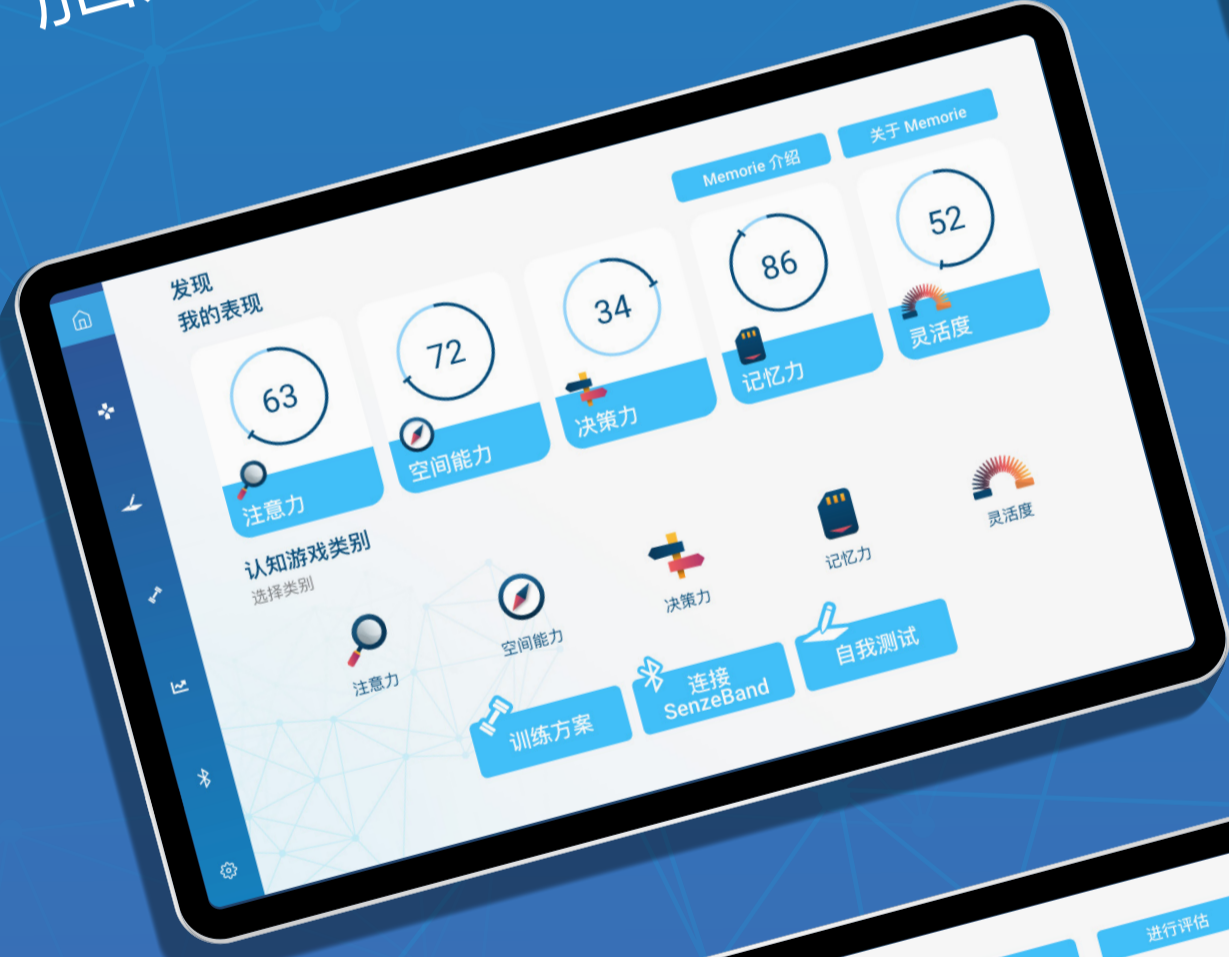 Memorie 介绍
关于 Memorie
发现
我的表现
63
72
34
86
52
注意力
空间能力
决策力
记忆力
灵活度
认知游戏类别
选择类别
注意力
空间能力
决策力
记忆力
灵活度
训练方案
连接
SenzeBand
自我测试
进行评估